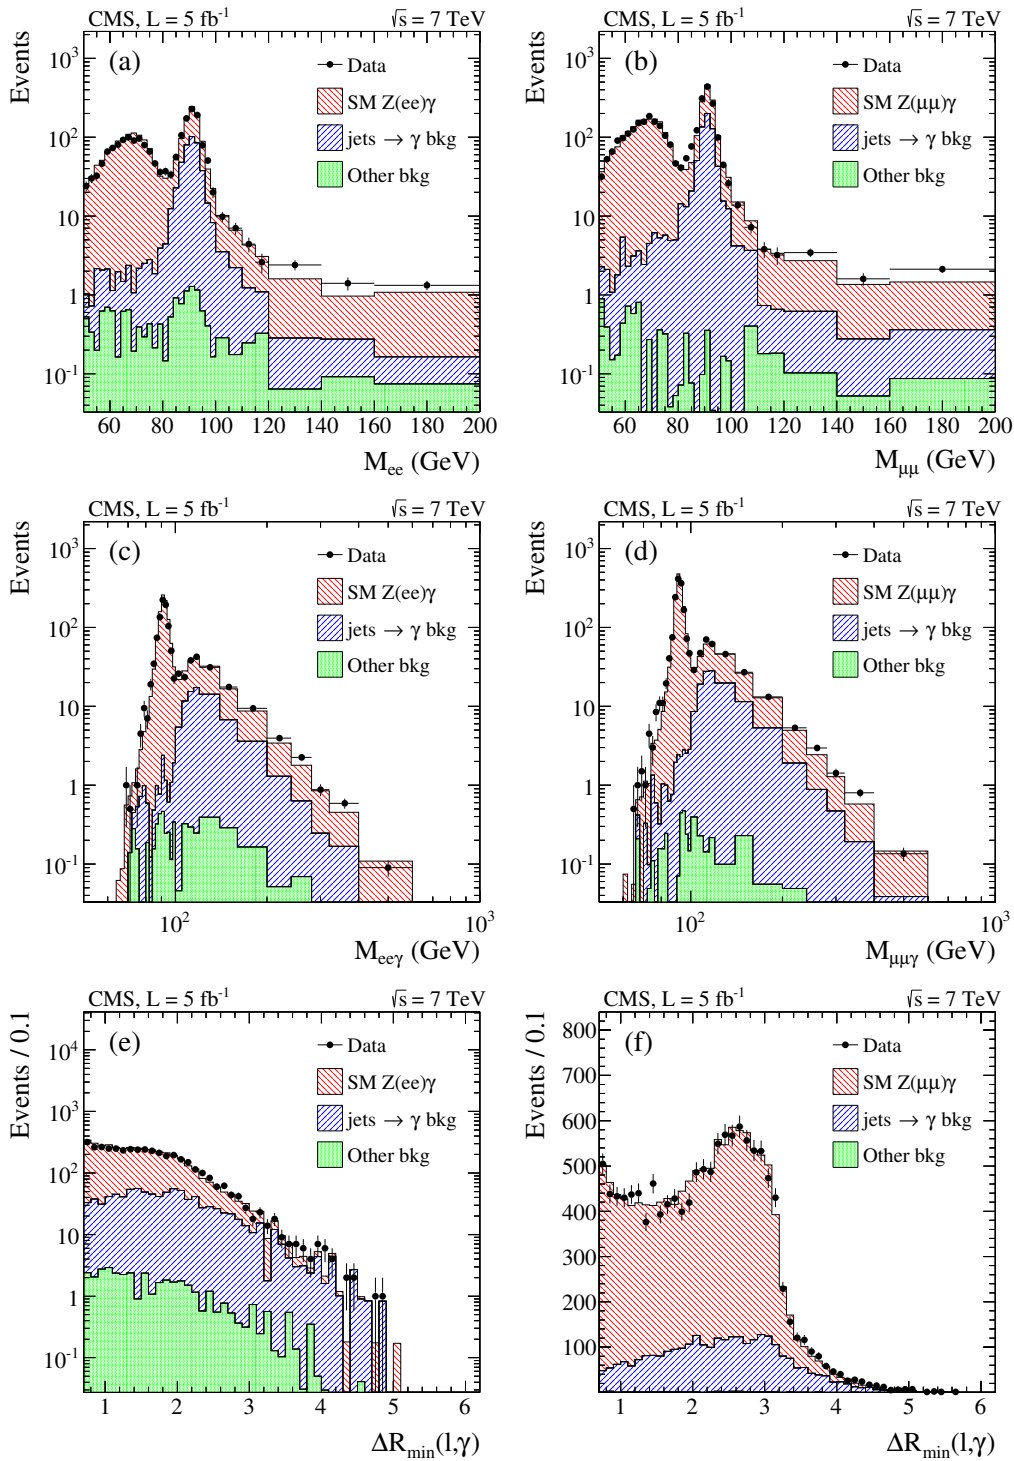 CMS, L = 5 fb⁻¹ √s = 7 TeV
Events
(a)
Data
SM Z(ee)γ
jets → γ bkg
Other bkg
10³
10²
10
1
10⁻¹
60 80 100 120 140 160 180 200
M_ee (GeV)
CMS, L = 5 fb⁻¹ √s = 7 TeV
Events
(b)
Data
SM Z(μμ)γ
jets → γ bkg
Other bkg
10³
10²
10
1
10⁻¹
60 80 100 120 140 160 180 200
M_μμ (GeV)
CMS, L = 5 fb⁻¹ √s = 7 TeV
Events
(c)
Data
SM Z(ee)γ
jets → γ bkg
Other bkg
10³
10²
10
1
10⁻¹
10² 10³
M_eeγ (GeV)
CMS, L = 5 fb⁻¹ √s = 7 TeV
Events
(d)
Data
SM Z(μμ)γ
jets → γ bkg
Other bkg
10³
10²
10
1
10⁻¹
10² 10³
M_μμγ (GeV)
CMS, L = 5 fb⁻¹ √s = 7 TeV
Events / 0.1
(e)
Data
SM Z(ee)γ
jets → γ bkg
Other bkg
10⁴
10³
10²
10
1
10⁻¹
1 2 3 4 5 6
ΔR_min(l,γ)
CMS, L = 5 fb⁻¹ √s = 7 TeV
Events / 0.1
(f)
Data
SM Z(μμ)γ
jets → γ bkg
Other bkg
800
700
600
500
400
300
200
100
1 2 3 4 5 6
ΔR_min(l,γ)